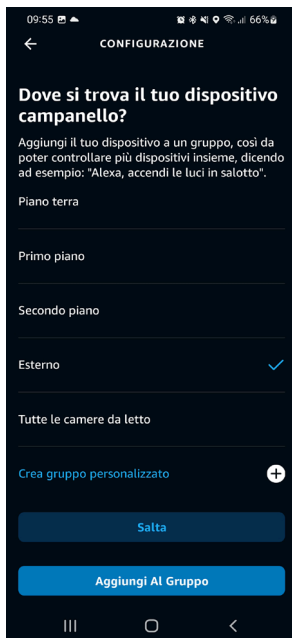 09:55 66%
CONFIGURAZIONE
Dove si trova il tuo dispositivo
campanello?
Aggiungi il tuo dispositivo a un gruppo, così da
poter controllare più dispositivi insieme, dicendo
ad esempio: "Alexa, accendi le luci in salotto".
Piano terra
Primo piano
Secondo piano
Esterno
Tutte le camere da letto
Crea gruppo personalizzato
Salta
Aggiungi Al Gruppo